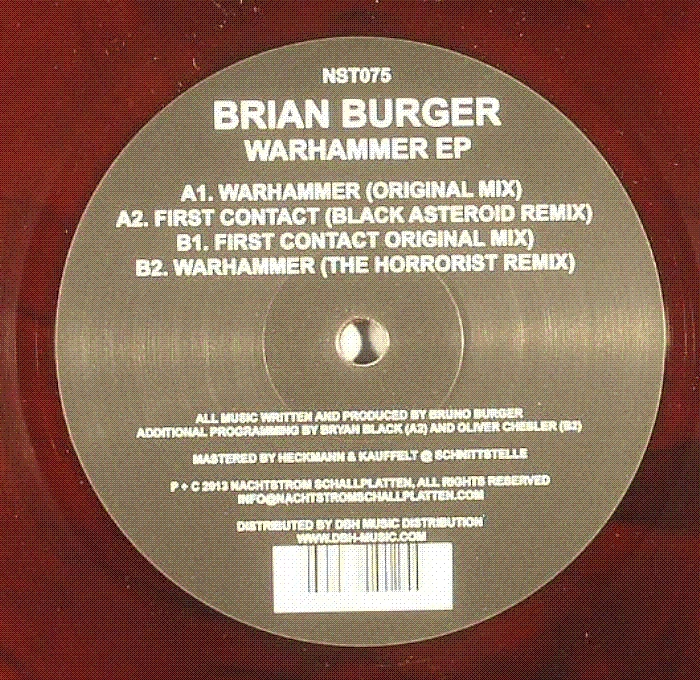 NST075
BRIAN BURGER
WARHAMMER EP
A1. WARHAMMER (ORIGINAL MIX)
A2. FIRST CONTACT (BLACK ASTEROID REMIX)
B1. FIRST CONTACT ORIGINAL MIX)
B2. WARHAMMER (THE HORRORIST REMIX)
ALL MUSIC WRITTEN AND PRODUCED BY BRUNO BURGER
ADDITIONAL PROGRAMMING BY BRYAN BLACK (A2) AND OLIVER CHESLER (B2)
MASTERED BY HECKMANN & KAUFFELT @ SCHNITTSTELLE
P + C 2013 NACHTSTROM SCHALLPLATTEN, ALL RIGHTS RESERVED
INFO@NACHTSTROMSCHALLPLATTEN.COM
DISTRIBUTED BY DBH MUSIC DISTRIBUTION
WWW.DBH-MUSIC.COM